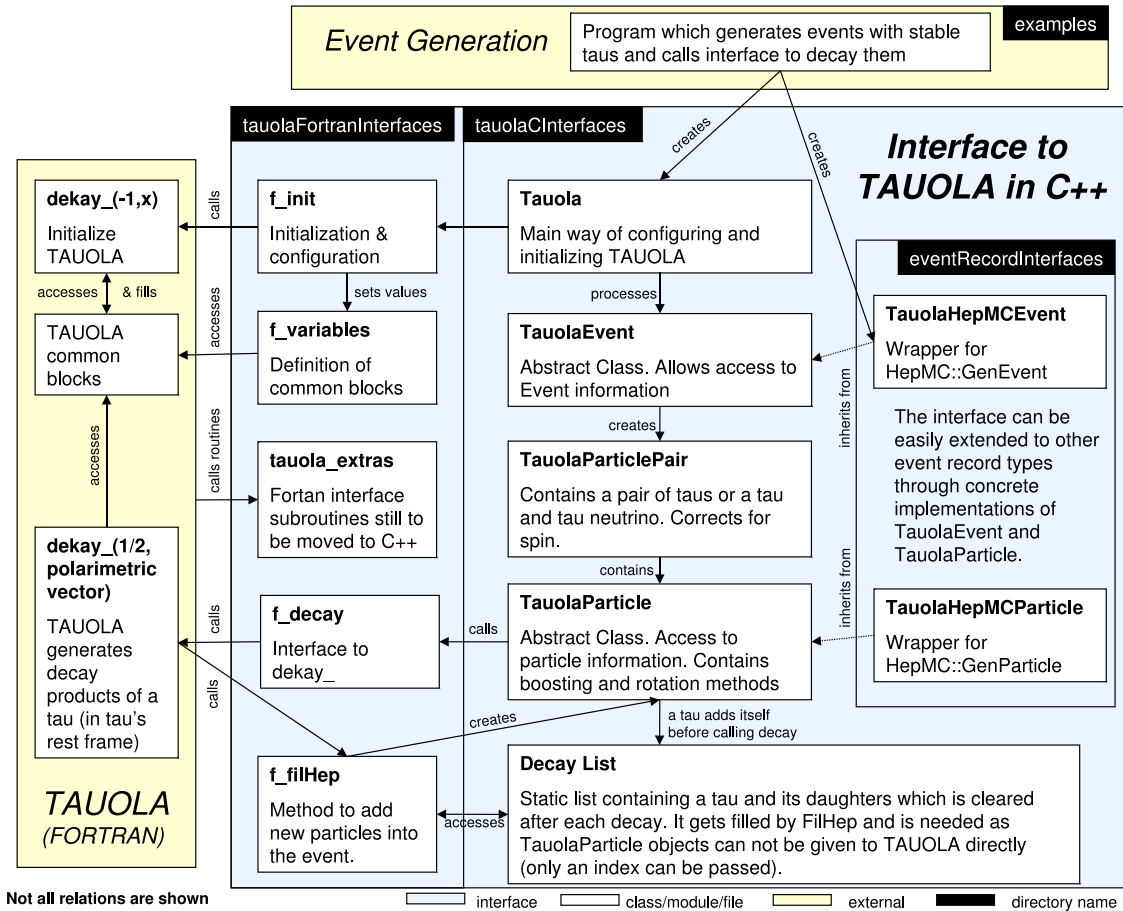 Event Generation
Program which generates events with stable
taus and calls interface to decay them
examples
tauolaFortranInterfaces
tauolaCInterfaces
creates
creates
Interface to
TAUOLA in C++
dekay_(-1,x)
Initialize
TAUOLA
calls
f_init
Initialization &
configuration
Tauola
Main way of configuring and
initializing TAUOLA
eventRecordInterfaces
accesses
& fills
accesses
sets values
processes
TAUOLA
common
blocks
f_variables
Definition of
common blocks
TauolaEvent
Abstract Class. Allows access to
Event information
TauolaHepMCEvent
Wrapper for
HepMC::GenEvent
inherits from
accesses
calls routines
creates
The interface can be
easily extended to other
event record types
through concrete
implementations of
TauolaEvent and
TauolaParticle.
tauola_extras
Fortan interface
subroutines still to
be moved to C++
TauolaParticlePair
Contains a pair of taus or a tau
and tau neutrino. Corrects for
spin.
contains
inherits from
dekay_(1/2,
polarimetric
vector)
TAUOLA
generates
decay
products of a
tau (in tau's
rest frame)
calls
f_decay
Interface to
dekay_
calls
TauolaParticle
Abstract Class. Access to
particle information. Contains
boosting and rotation methods
TauolaHepMCParticle
Wrapper for
HepMC::GenParticle
calls
creates
a tau adds itself
before calling decay
f_filHep
Method to add
new particles into
the event.
accesses
Decay List
Static list containing a tau and its daughters which is cleared
after each decay. It gets filled by FilHep and is needed as
TauolaParticle objects can not be given to TAUOLA directly
(only an index can be passed).
TAUOLA
(FORTRAN)
Not all relations are shown
interface
class/module/file
external
directory name